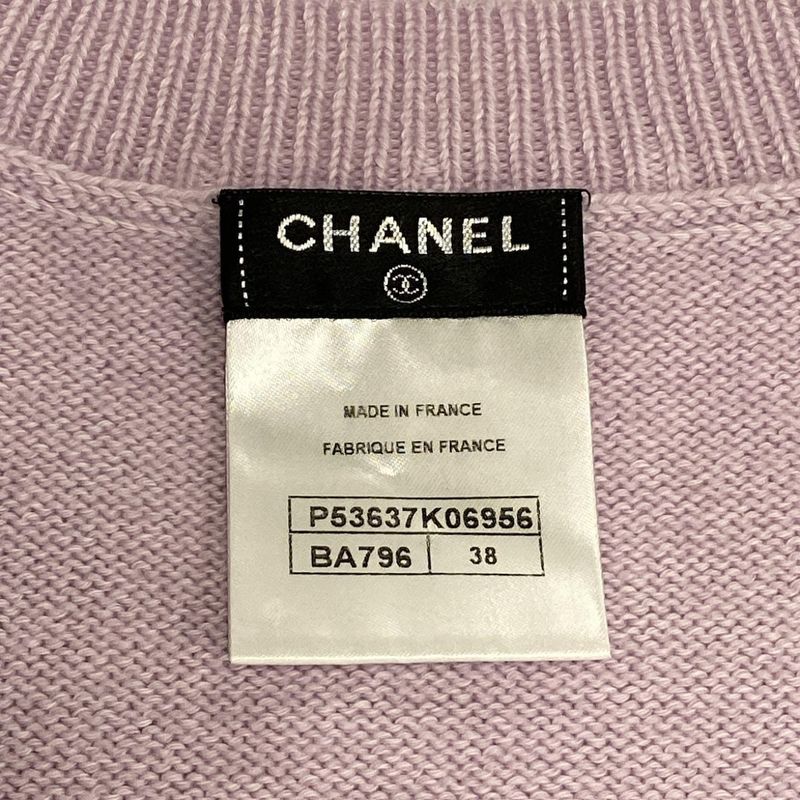 CHANEL
MADE IN FRANCE
FABRIQUE EN FRANCE
P53637K06956
BA796 38